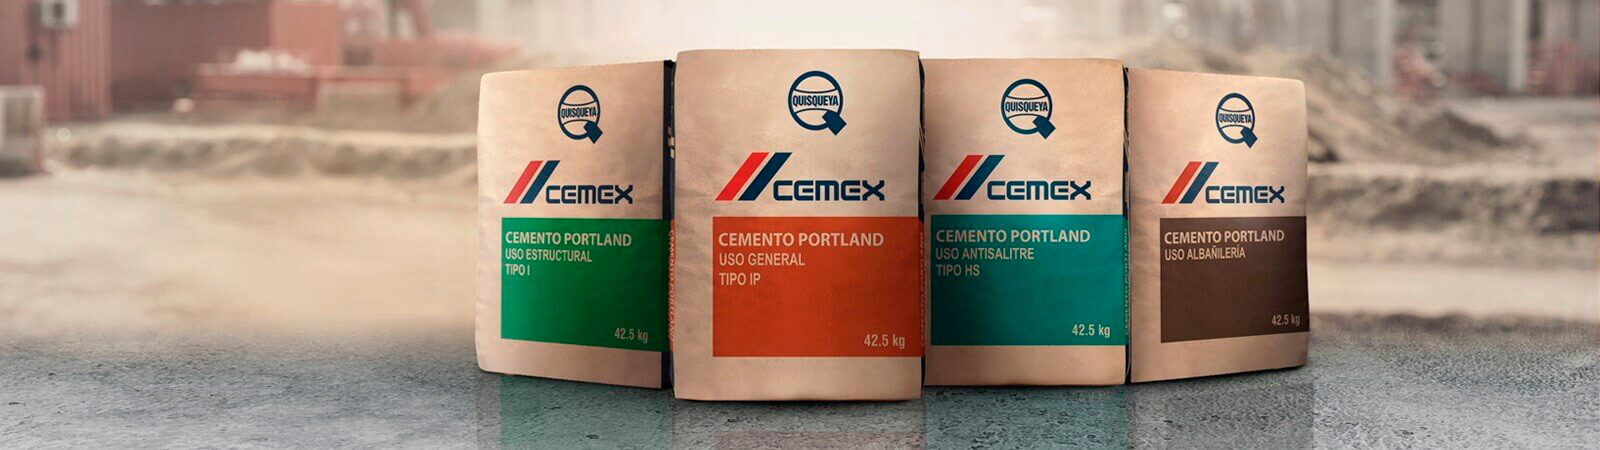 QUISQUEYA
CEMEX
CEMENTO PORTLAND
USO ESTRUCTURAL
TIPO I
42.5 kg
QUISQUEYA
CEMEX
CEMENTO PORTLAND
USO GENERAL
TIPO IP
42.5 kg
QUISQUEYA
CEMEX
CEMENTO PORTLAND
USO ANTISALITRE
TIPO HS
42.5 kg
QUISQUEYA
CEMEX
CEMENTO PORTLAND
USO ALBAÑILERÍA
42.5 kg